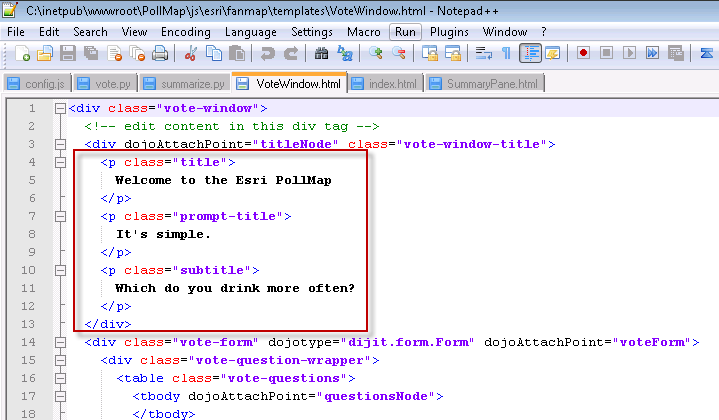 C:\inetpub\wwwroot\PollMap\js\esri\fanmap\templates\VoteWindow.html - Notepad++
File Edit Search View Encoding Language Settings Macro Run Plugins Window ?
config.js vote.py summarize.py VoteWindow.html index.html SummaryPane.html
1 <div class="vote-window">
2 <!-- edit content in this div tag -->
3 <div dojoAttachPoint="titleNode" class="vote-window-title">
4 <p class="title">
5 Welcome to the Esri PollMap
6 </p>
7 <p class="prompt-title">
8 It's simple.
9 </p>
10 <p class="subtitle">
11 Which do you drink more often?
12 </p>
13 </div>
14 <div class="vote-form" dojotype="dijit.form.Form" dojoAttachPoint="voteForm">
15 <div class="vote-question-wrapper">
16 <table class="vote-questions">
17 <tbody dojoAttachPoint="questionsNode">
18 </tbody>